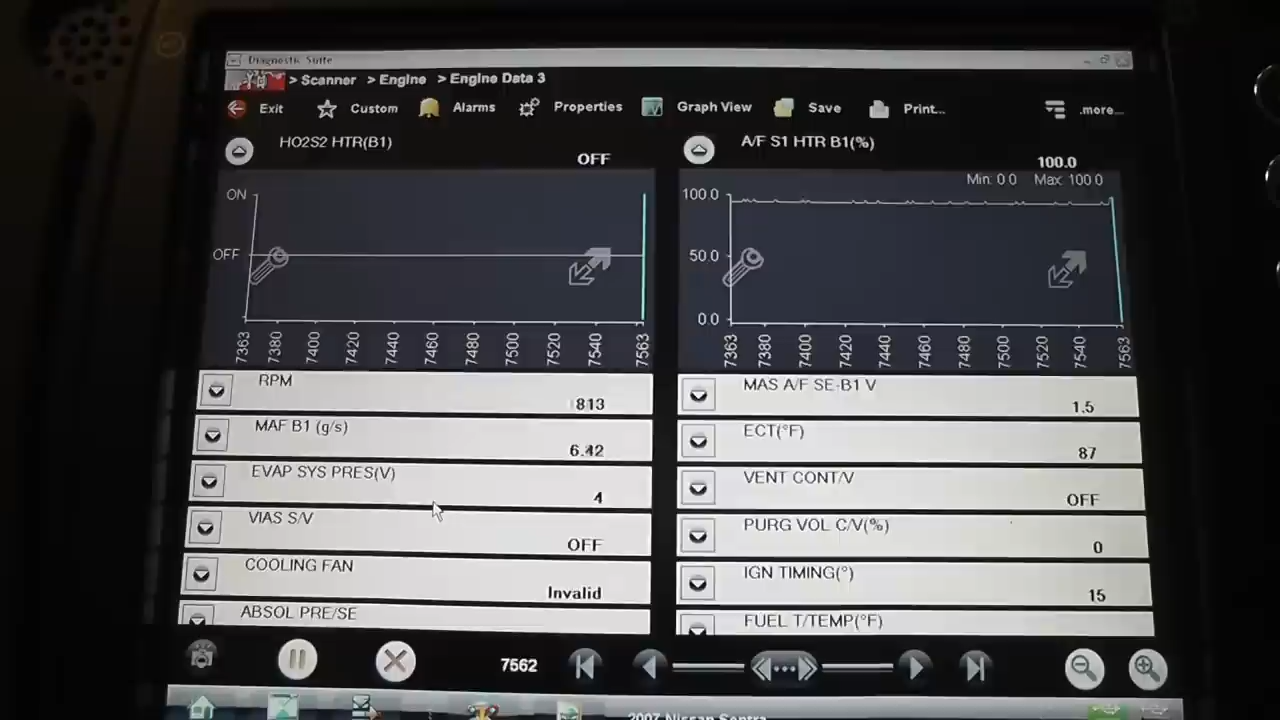 Diagnostic Suite
> Scanner > Engine > Engine Data 3
Exit Custom Alarms Properties Graph View Save Print... .more...
HO2S2 HTR(B1)
OFF
ON
OFF
7363 7380 7400 7420 7440 7460 7480 7500 7520 7540 7563
A/F S1 HTR B1(%)
100.0
Min: 0.0 Max: 100.0
100.0
50.0
0.0
7363 7380 7400 7420 7440 7460 7480 7500 7520 7540 7563
RPM
813
MAS A/F SE-B1 V
1.5
MAF B1 (g/s)
6.42
ECT(°F)
87
EVAP SYS PRES(V)
4
VENT CONT/V
OFF
VIAS S/V
OFF
PURG VOL C/V(%)
0
COOLING FAN
Invalid
IGN TIMING(°)
15
ABSOL PRE/SE
FUEL T/TEMP(°F)
7562
2007 Nissan Sentra